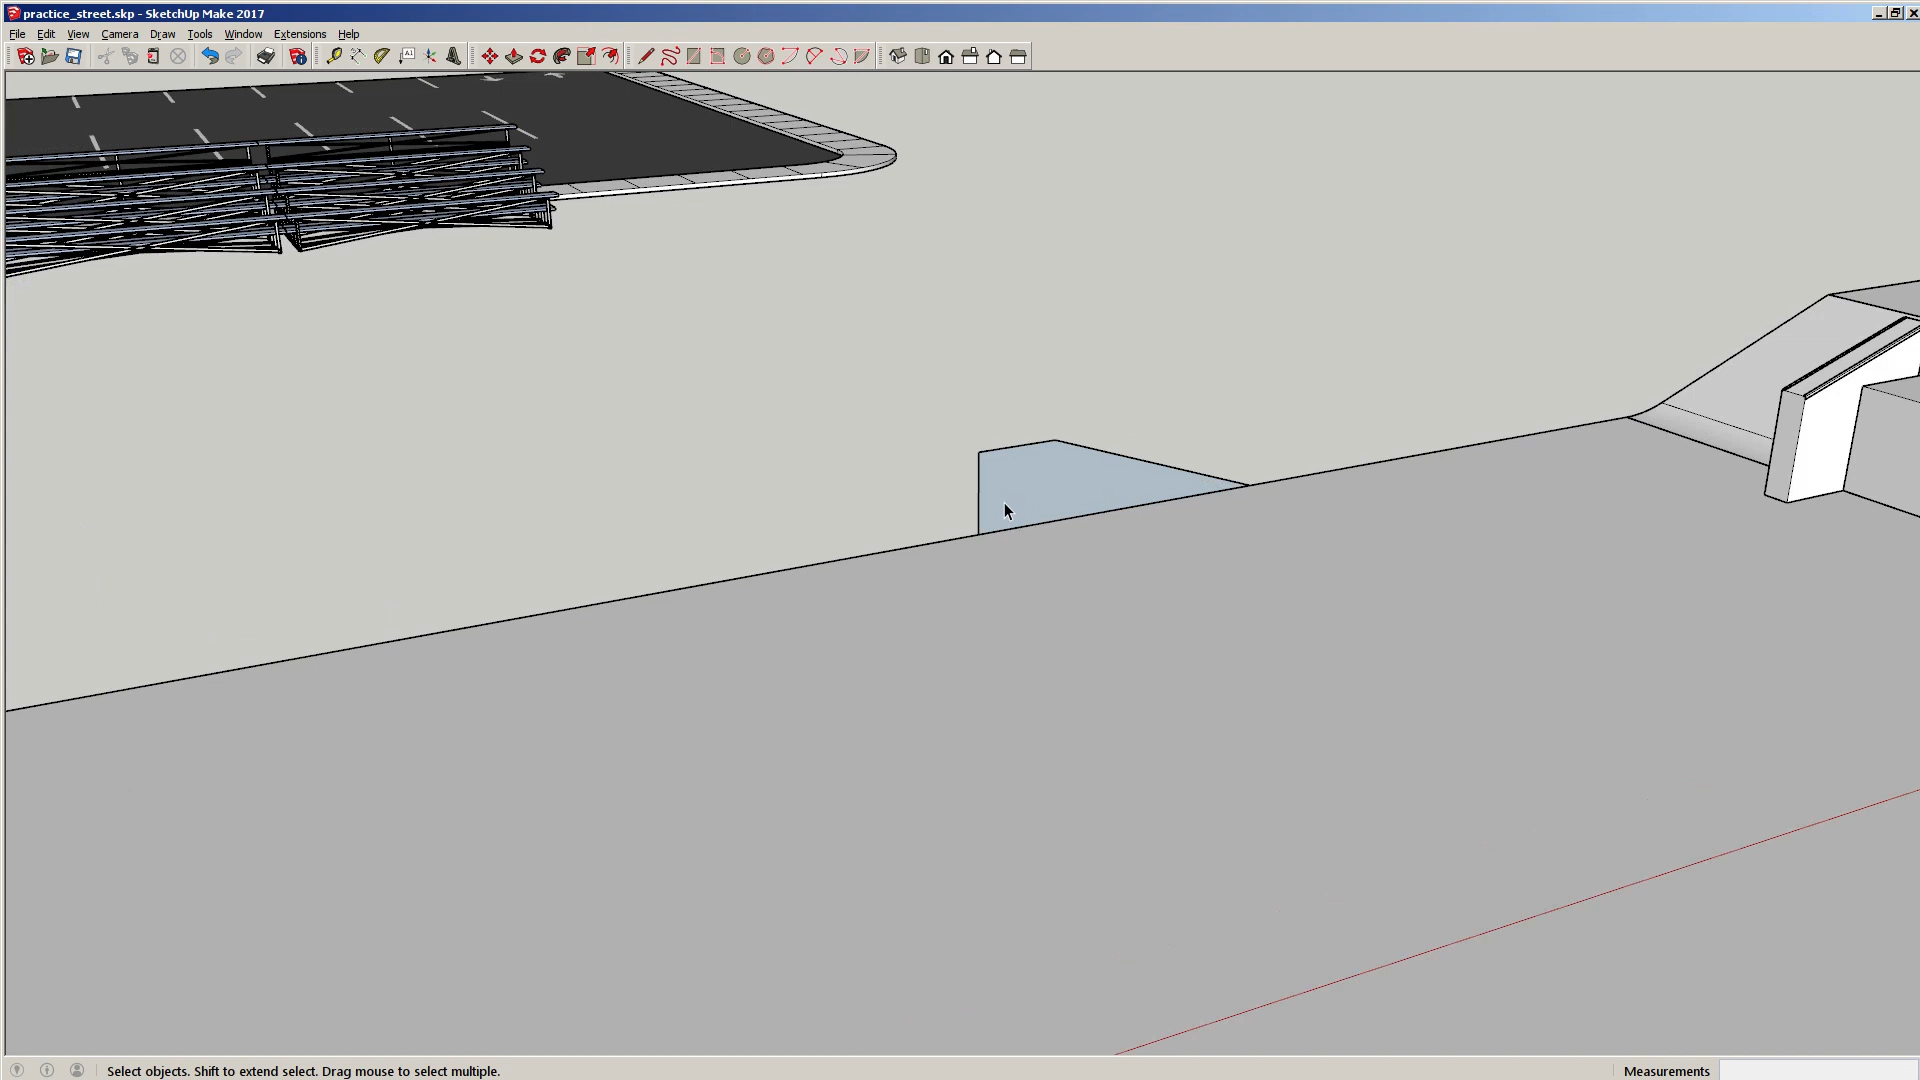 practice_street.skp - SketchUp Make 2017
File Edit View Camera Draw Tools Window Extensions Help
A1
Select objects. Shift to extend select. Drag mouse to select multiple.
Measurements